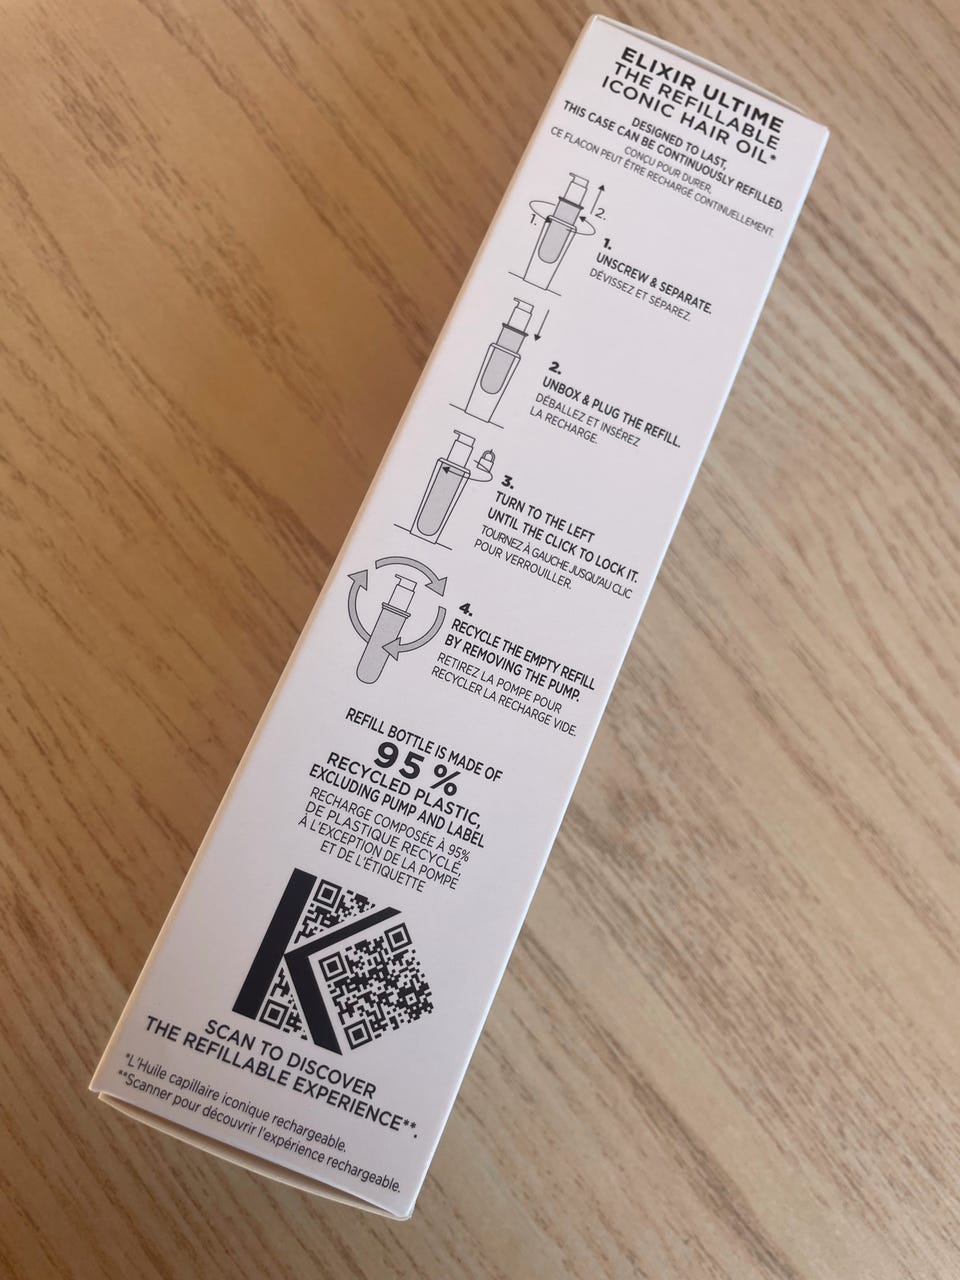 ELIXIR ULTIME
THE REFILLABLE
ICONIC HAIR OIL*
DESIGNED TO LAST,
THIS CASE CAN BE CONTINUOUSLY REFILLED.
CONÇU POUR DURER,
CE FLACON PEUT ÊTRE RECHARGÉ CONTINUELLEMENT.
1.
2.
1.
UNSCREW & SEPARATE.
DÉVISSEZ ET SÉPAREZ.
2.
UNBOX & PLUG THE REFILL.
DÉBALLEZ ET INSÉREZ
LA RECHARGE.
3.
TURN TO THE LEFT
UNTIL THE CLICK TO LOCK IT.
TOURNEZ À GAUCHE JUSQU'AU CLIC
POUR VERROUILLER.
4.
RECYCLE THE EMPTY REFILL
BY REMOVING THE PUMP.
RETIREZ LA POMPE POUR
RECYCLER LA RECHARGE VIDE.
REFILL BOTTLE IS MADE OF
95%
RECYCLED PLASTIC,
EXCLUDING PUMP AND LABEL
RECHARGE COMPOSÉE À 95%
DE PLASTIQUE RECYCLÉ,
À L'EXCEPTION DE LA POMPE
ET DE L'ÉTIQUETTE
K
SCAN TO DISCOVER
THE REFILLABLE EXPERIENCE**.
*L'Huile capillaire iconique rechargeable.
**Scanner pour découvrir l'expérience rechargeable.